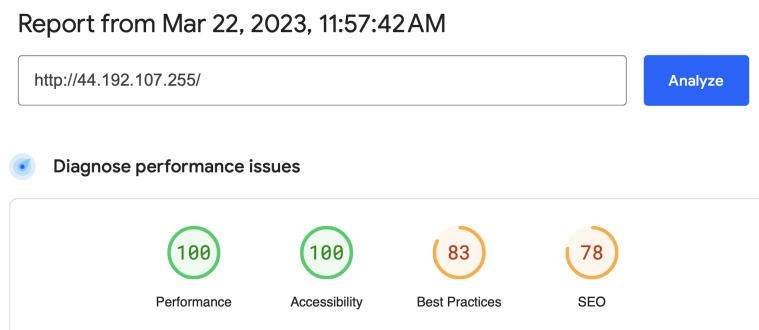 Report from Mar 22, 2023, 11:57:42 AM
http://44.192.107.255/
Analyze
Diagnose performance issues
100 100 83 78
Performance Accessibility Best Practices SEO